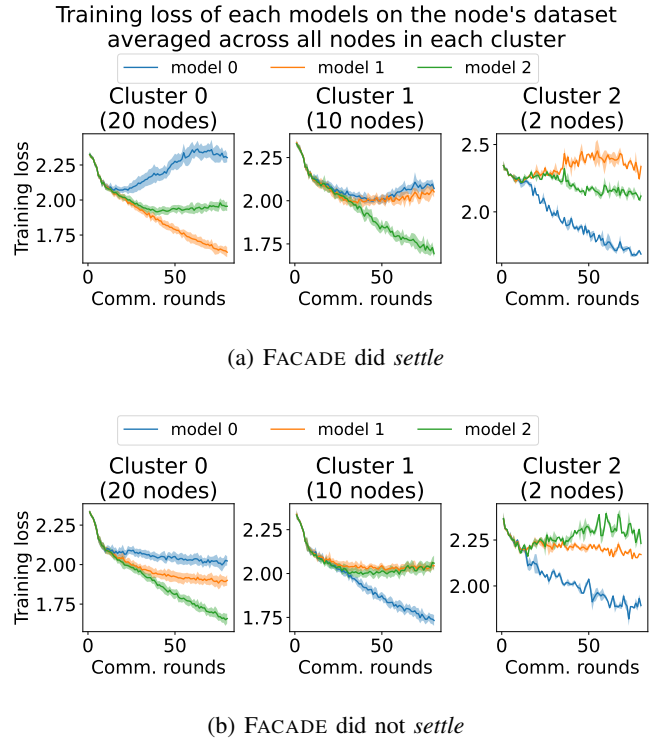 Training loss of each models on the node's dataset
averaged across all nodes in each cluster
model 0 model 1 model 2
Cluster 0
(20 nodes)
Cluster 1
(10 nodes)
Cluster 2
(2 nodes)
Training loss
2.25
2.00
1.75
0 50
Comm. rounds
2.25
2.00
1.75
0 50
Comm. rounds
2.5
2.0
0 50
Comm. rounds
(a) FACADE did settle
model 0 model 1 model 2
Cluster 0
(20 nodes)
Cluster 1
(10 nodes)
Cluster 2
(2 nodes)
Training loss
2.25
2.00
1.75
0 50
Comm. rounds
2.25
2.00
1.75
0 50
Comm. rounds
2.25
2.00
0 50
Comm. rounds
(b) FACADE did not settle